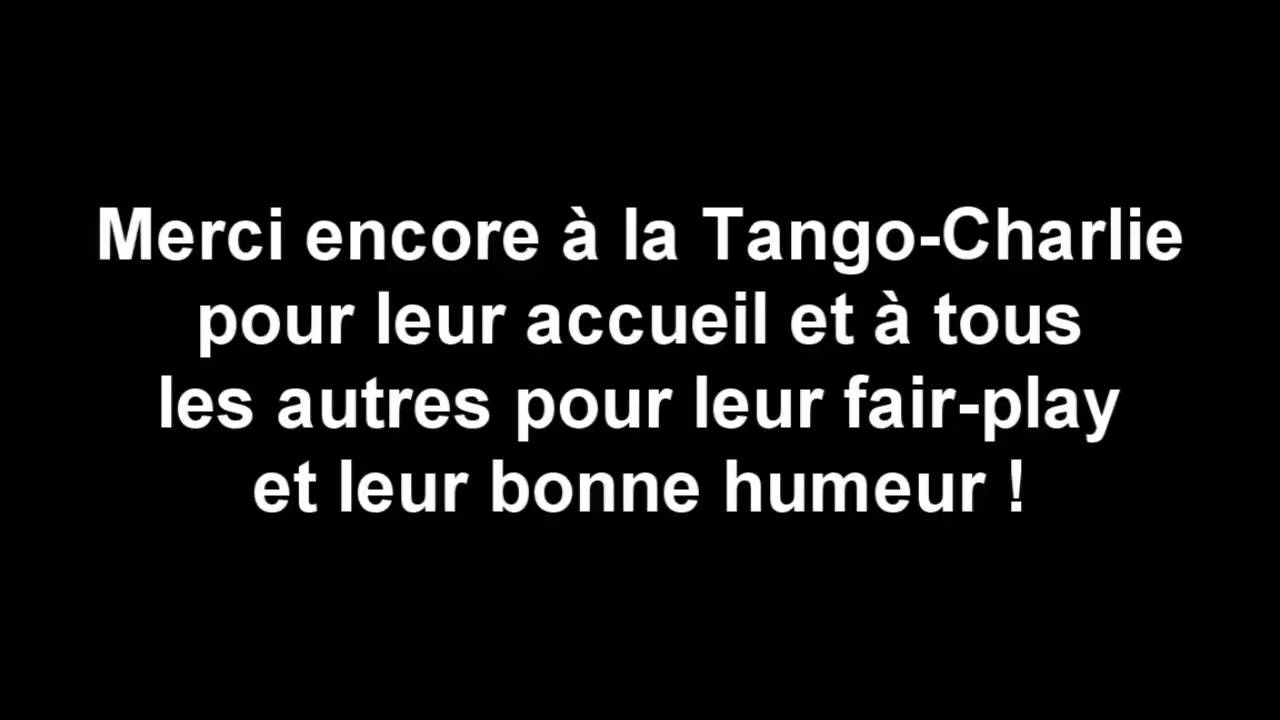 Merci encore à la Tango-Charlie
pour leur accueil et à tous
les autres pour leur fair-play
et leur bonne humeur !